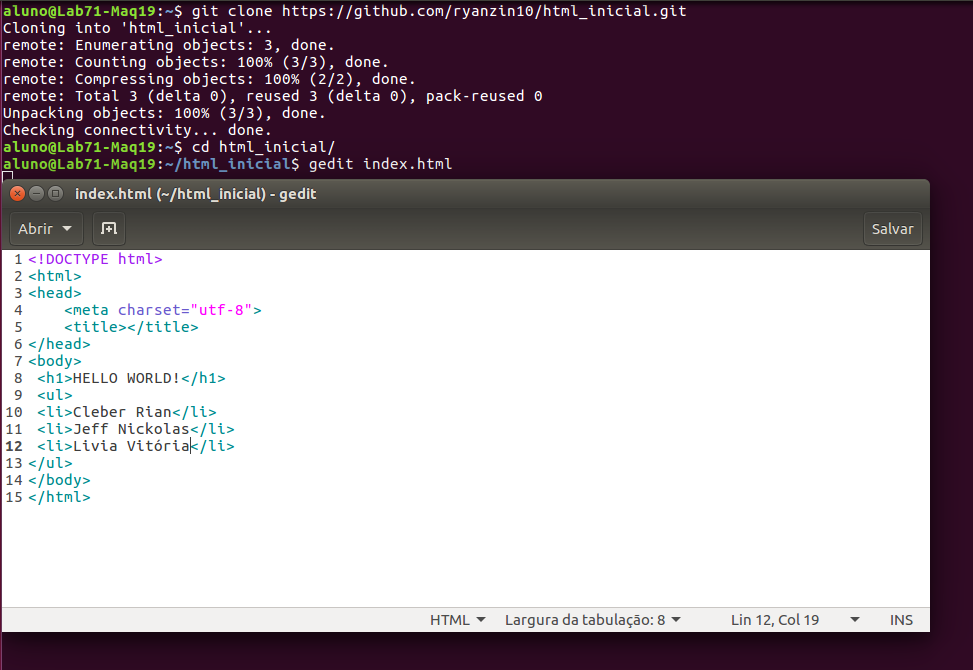 aluno@Lab71-Maq19:~$ git clone https://github.com/ryanzin10/html_inicial.git
Cloning into 'html_inicial'...
remote: Enumerating objects: 3, done.
remote: Counting objects: 100% (3/3), done.
remote: Compressing objects: 100% (2/2), done.
remote: Total 3 (delta 0), reused 3 (delta 0), pack-reused 0
Unpacking objects: 100% (3/3), done.
Checking connectivity... done.
aluno@Lab71-Maq19:~$ cd html_inicial/
aluno@Lab71-Maq19:~/html_inicial$ gedit index.html
index.html (~/html_inicial) - gedit
Abrir Salvar
1 <!DOCTYPE html>
2 <html>
3 <head>
4     <meta charset="utf-8">
5     <title></title>
6 </head>
7 <body>
8  <h1>HELLO WORLD!</h1>
9  <ul>
10  <li>Cleber Rian</li>
11  <li>Jeff Nickolas</li>
12  <li>Livia Vitória</li>
13 </ul>
14 </body>
15 </html>
HTML Largura da tabulação: 8 Lin 12, Col 19 INS